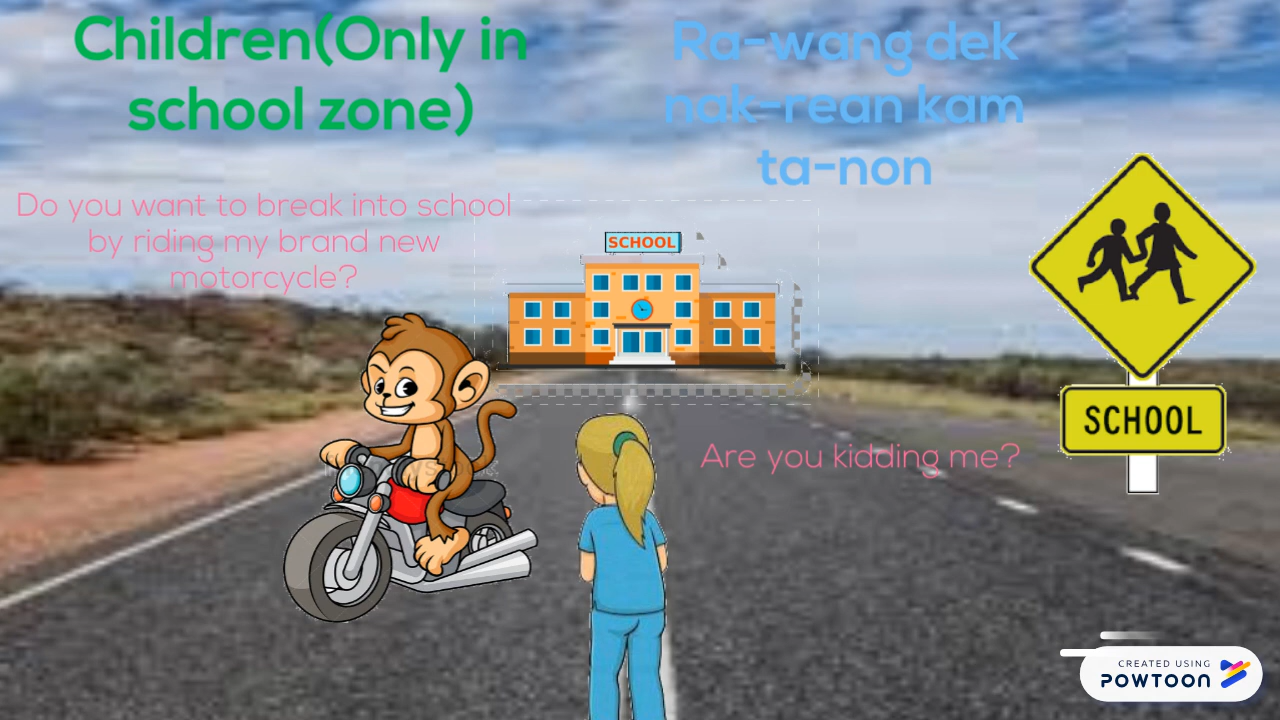 Children(Only in
school zone)
Ra-wang dek
nak-rean kam
ta-non
Do you want to break into school
by riding my brand new
motorcycle?
SCHOOL
Are you kidding me?
SCHOOL
CREATED USING
POWTOON